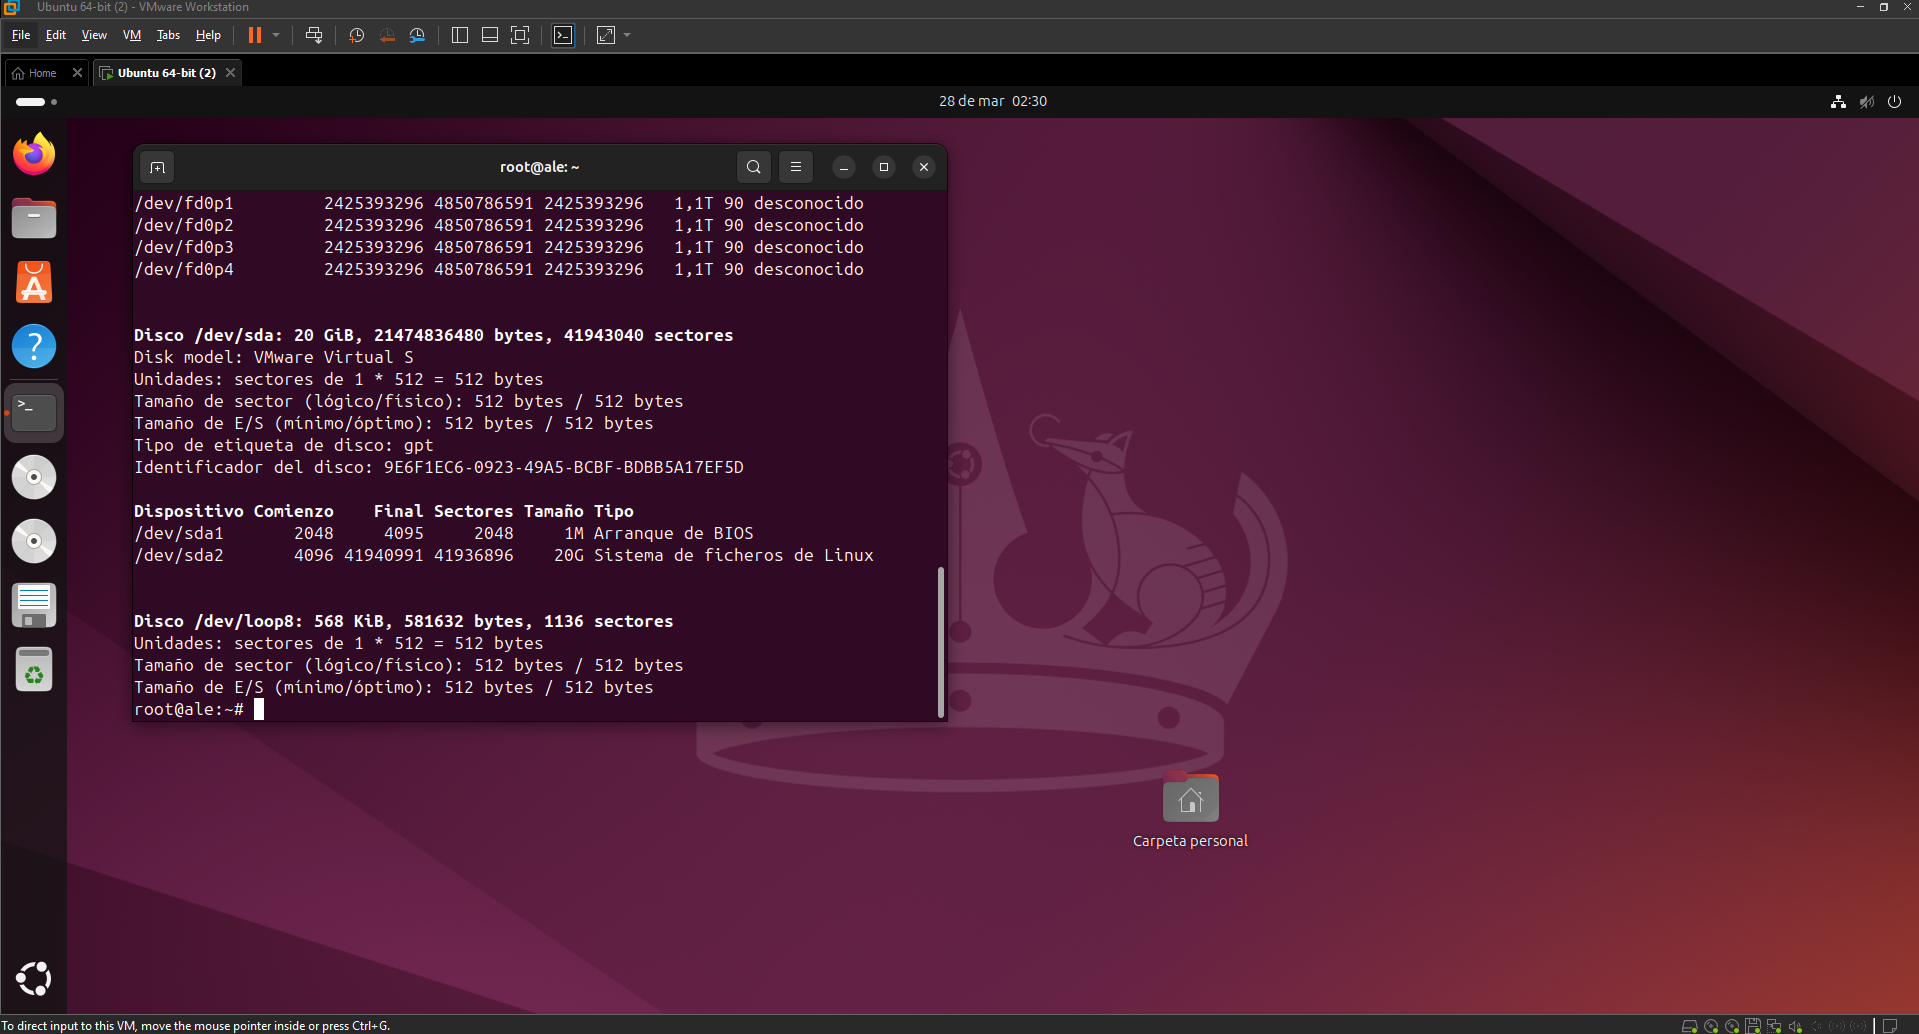 Ubuntu 64-bit (2) - VMware Workstation
File Edit View VM Tabs Help
Home
Ubuntu 64-bit (2)
28 de mar 02:30
root@ale: ~
/dev/fd0p1 2425393296 4850786591 2425393296 1,1T 90 desconocido
/dev/fd0p2 2425393296 4850786591 2425393296 1,1T 90 desconocido
/dev/fd0p3 2425393296 4850786591 2425393296 1,1T 90 desconocido
/dev/fd0p4 2425393296 4850786591 2425393296 1,1T 90 desconocido
Disco /dev/sda: 20 GiB, 21474836480 bytes, 41943040 sectores
Disk model: VMware Virtual S
Unidades: sectores de 1 * 512 = 512 bytes
Tamaño de sector (lógico/físico): 512 bytes / 512 bytes
Tamaño de E/S (mínimo/óptimo): 512 bytes / 512 bytes
Tipo de etiqueta de disco: gpt
Identificador del disco: 9E6F1EC6-0923-49A5-BCBF-BDBB5A17EF5D
Dispositivo Comienzo Final Sectores Tamaño Tipo
/dev/sda1 2048 4095 2048 1M Arranque de BIOS
/dev/sda2 4096 41940991 41936896 20G Sistema de ficheros de Linux
Disco /dev/loop8: 568 KiB, 581632 bytes, 1136 sectores
Unidades: sectores de 1 * 512 = 512 bytes
Tamaño de sector (lógico/físico): 512 bytes / 512 bytes
Tamaño de E/S (mínimo/óptimo): 512 bytes / 512 bytes
root@ale:~#
Carpeta personal
To direct input to this VM, move the mouse pointer inside or press Ctrl+G.